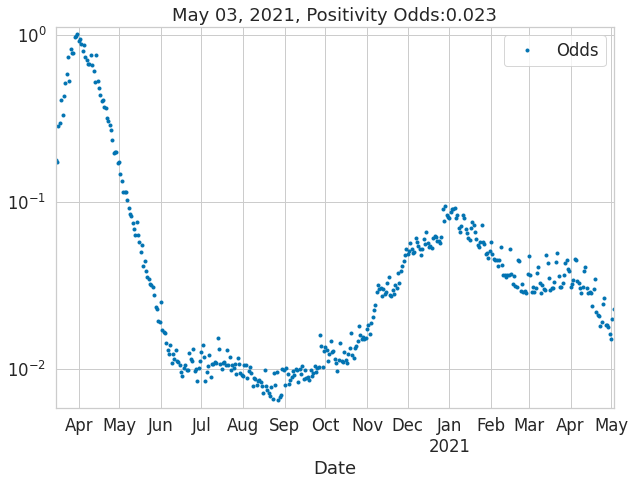 May 03, 2021, Positivity Odds:0.023
Odds
10⁰
10⁻¹
10⁻²
Apr May Jun Jul Aug Sep Oct Nov Dec Jan Feb Mar Apr May
2021
Date